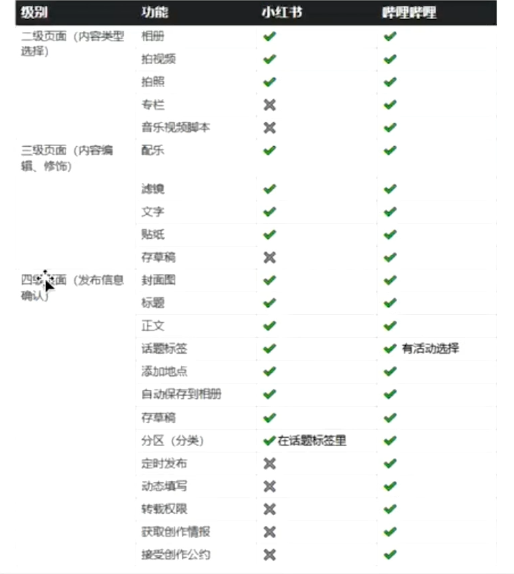 级别 功能 小红书 哔哩哔哩
二级页面（内容类型 相册 ✔ ✔
选择） 拍视频 ✔ ✔
拍照 ✔ ✔
专栏 ✖ ✔
音乐视频脚本 ✖ ✔
三级页面（内容编 配乐 ✔ ✔
辑、修饰）
滤镜 ✔ ✔
文字 ✔ ✔
贴纸 ✔ ✔
存草稿 ✖ ✔
四级页面（发布信息 封面图 ✔ ✔
确认） 标题 ✔ ✔
正文 ✔ ✔
话题标签 ✔ ✔ 有活动选择
添加地点 ✔ ✔
自动保存到相册 ✔ ✔
存草稿 ✔ ✔
分区（分类） ✔在话题标签里 ✔
定时发布 ✖ ✔
动态填写 ✖ ✔
转载权限 ✖ ✔
获取创作情报 ✖ ✔
接受创作公约 ✖ ✔